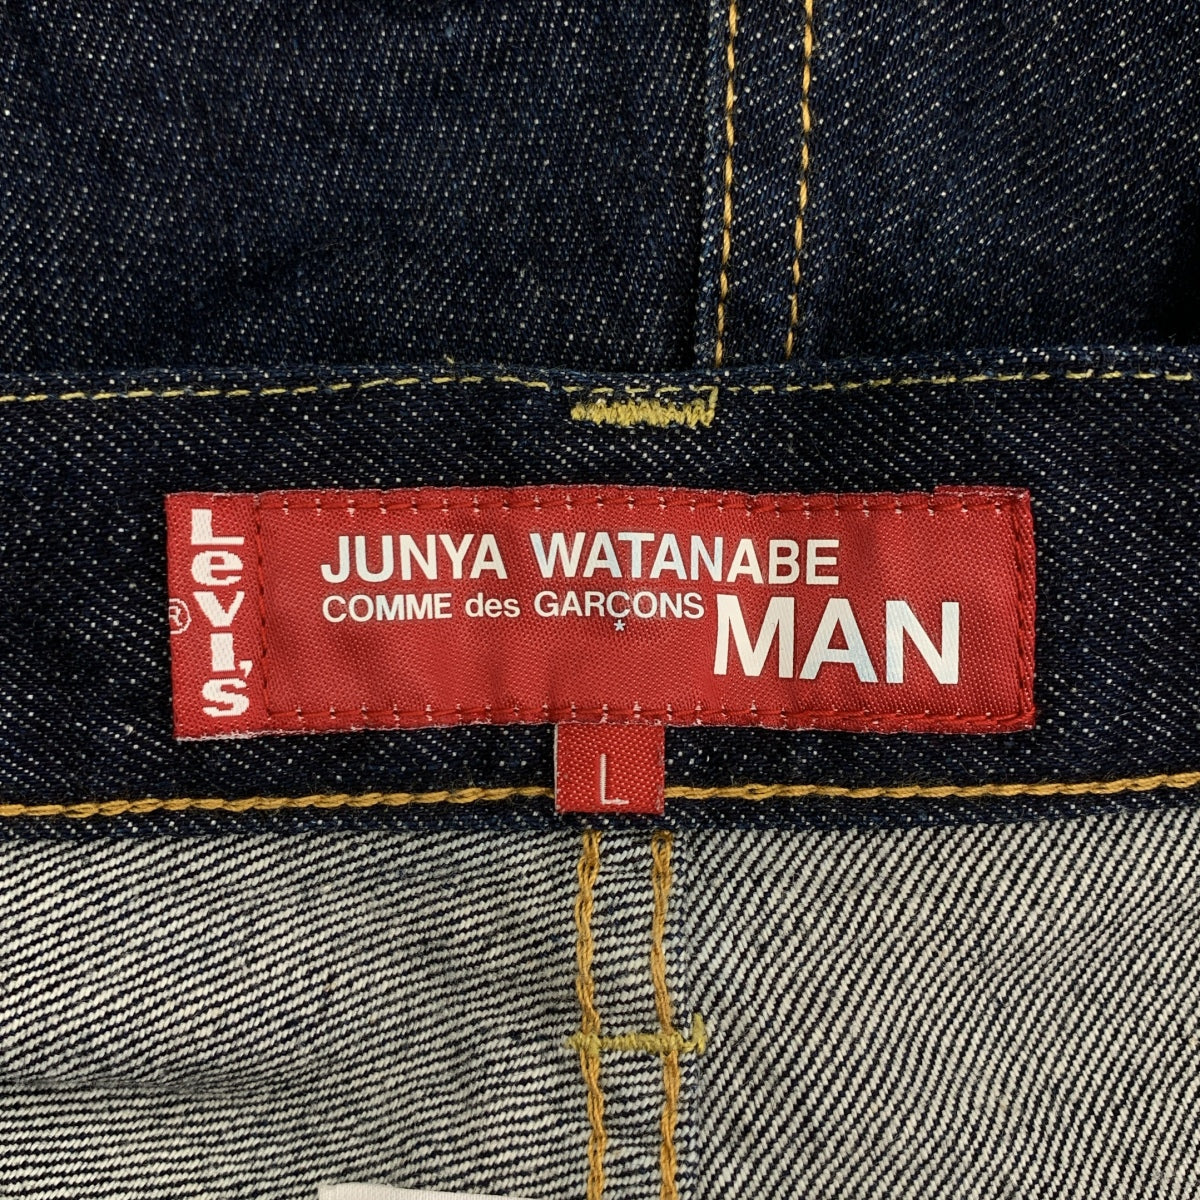 Levi's
®
JUNYA WATANABE
COMME des GARÇONS
*
MAN
L